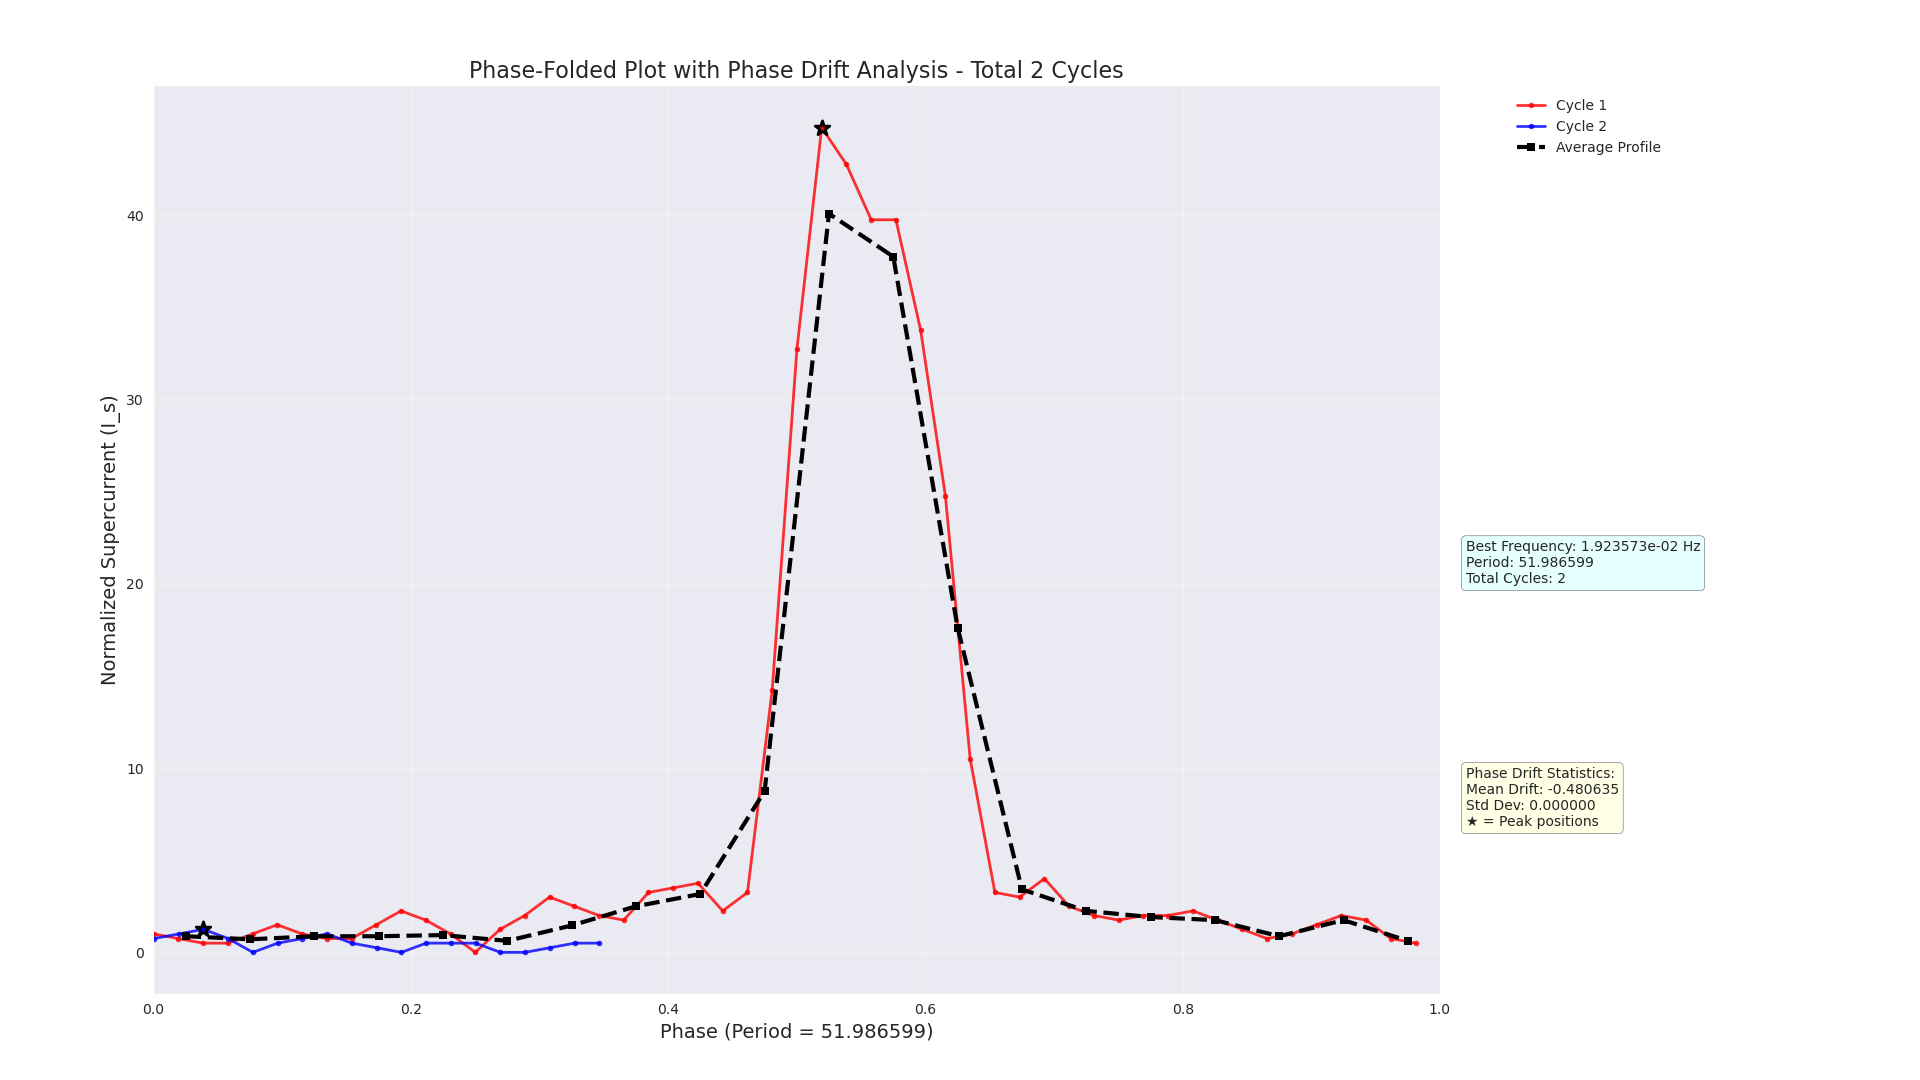 Phase-Folded Plot with Phase Drift Analysis - Total 2 Cycles
Cycle 1
Cycle 2
Average Profile
Normalized Supercurrent (I_s)
40
30
20
10
0
0.0
0.2
0.4
0.6
0.8
1.0
Phase (Period = 51.986599)
Best Frequency: 1.923573e-02 Hz
Period: 51.986599
Total Cycles: 2
Phase Drift Statistics:
Mean Drift: -0.480635
Std Dev: 0.000000
★ = Peak positions